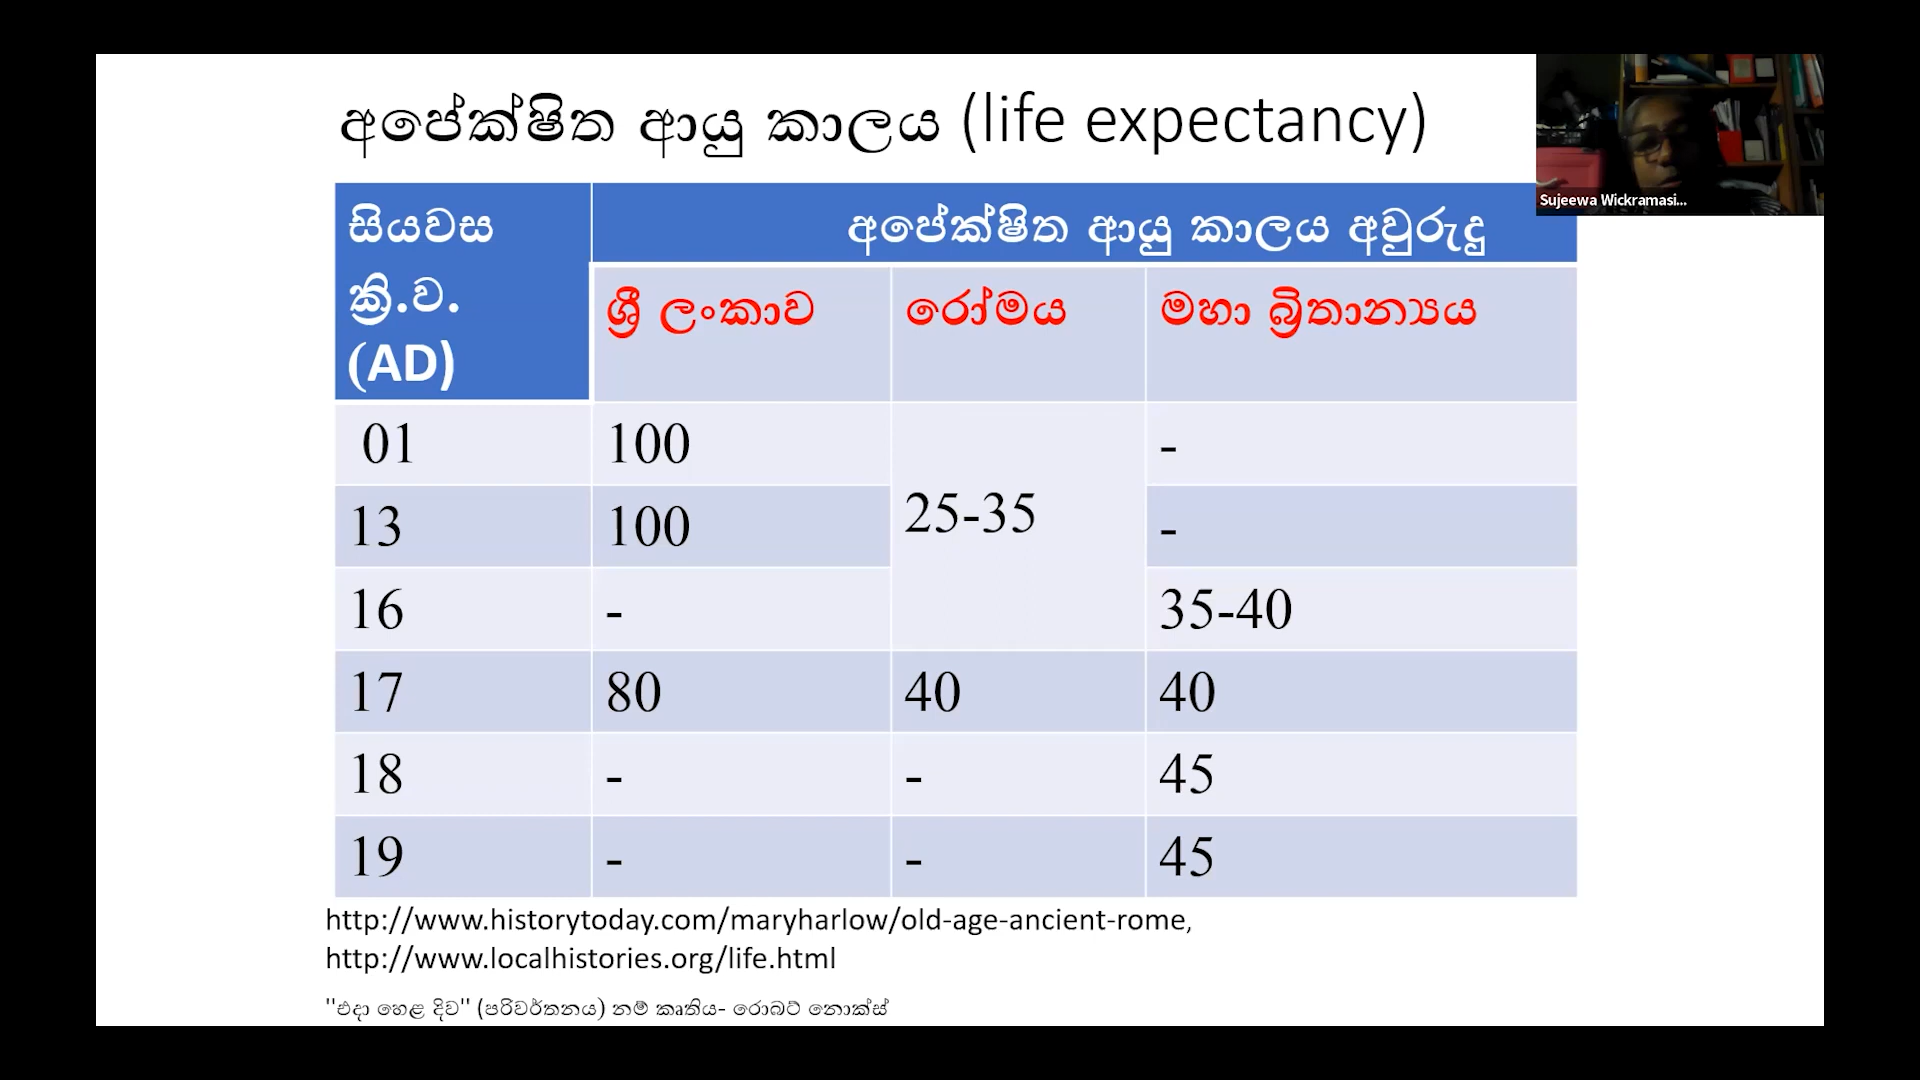 අපේක්ෂිත ආයු කාලය (life expectancy)
Sujeewa Wickramasi...
සියවස
ක්‍රි.ව.
(AD)
අපේක්ෂිත ආයු කාලය අවුරුදු
ශ්‍රී ලංකාව රෝමය මහා බ්‍රිතාන්‍යය
01 100 -
13 100 25-35 -
16 - 35-40
17 80 40 40
18 - - 45
19 - - 45
http://www.historytoday.com/maryharlow/old-age-ancient-rome,
http://www.localhistories.org/life.html
"එදා හෙළ දිව" (පරිවර්තනය) නම් කෘතිය- රොබට් නොක්ස්